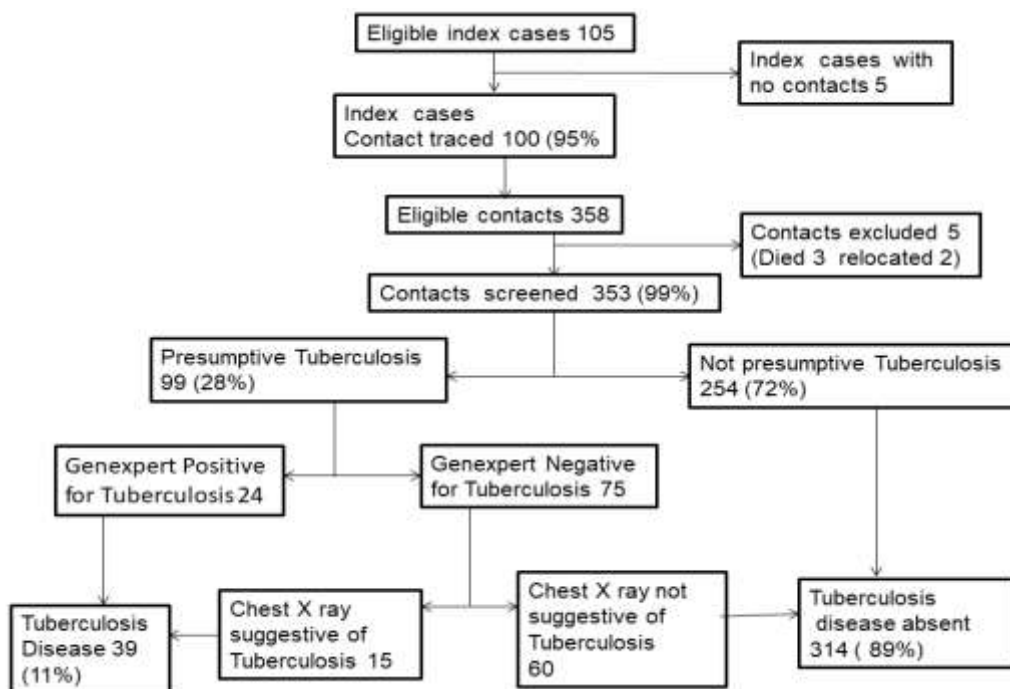 Eligible index cases 105
Index cases with
no contacts 5
Index cases
Contact traced 100 (95%
Eligible contacts 358
Contacts excluded 5
(Died 3 relocated 2)
Contacts screened 353 (99%)
Presumptive Tuberculosis
99 (28%)
Not presumptive Tuberculosis
254 (72%)
Genexpert Positive
for Tuberculosis 24
Genexpert Negative
for Tuberculosis 75
Tuberculosis
Disease 39
(11%)
Chest X ray
suggestive of
Tuberculosis 15
Chest X ray not
suggestive of
Tuberculosis
60
Tuberculosis
disease absent
314 ( 89%)